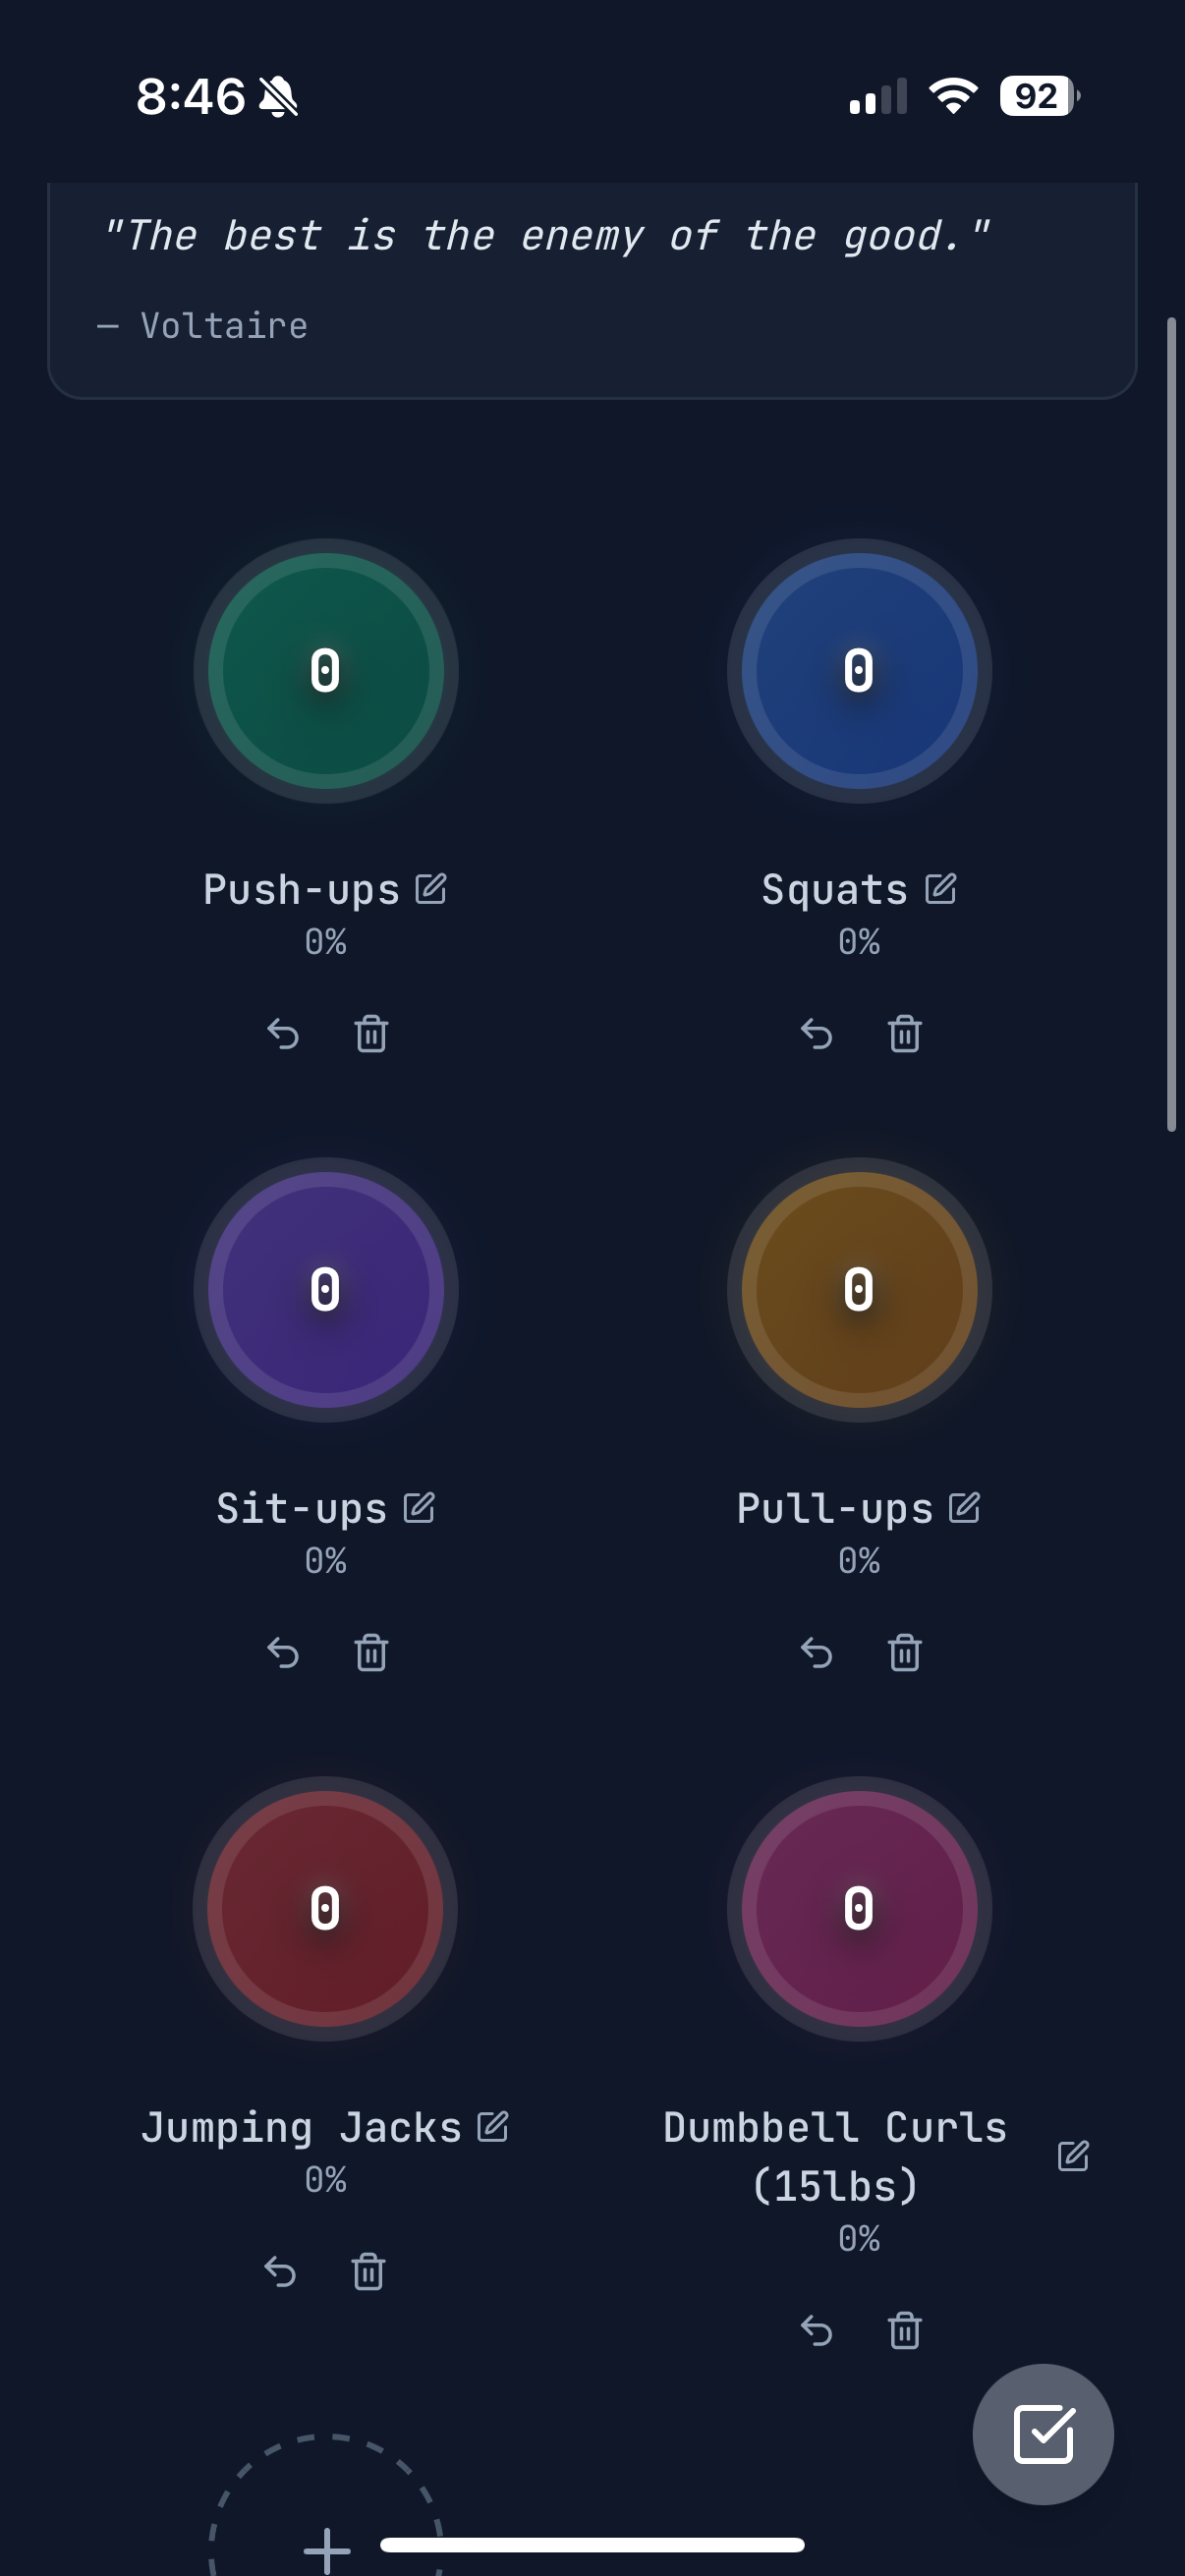 8:46
92
"The best is the enemy of the good."
— Voltaire
0
0
Push-ups
Squats
0%
0%
0
0
Sit-ups
Pull-ups
0%
0%
0
0
Jumping Jacks
Dumbbell Curls
(15lbs)
0%
0%